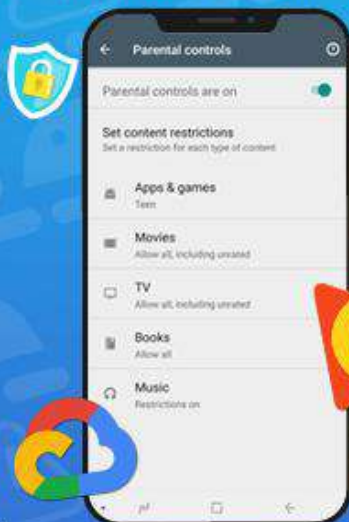 Parental controls
Parental controls are on
Set content restrictions
Set a restriction for each type of content
Apps & games
Teen
Movies
Allow all, including unrated
TV
Allow all, including unrated
Books
Allow all
Music
Restrictions on